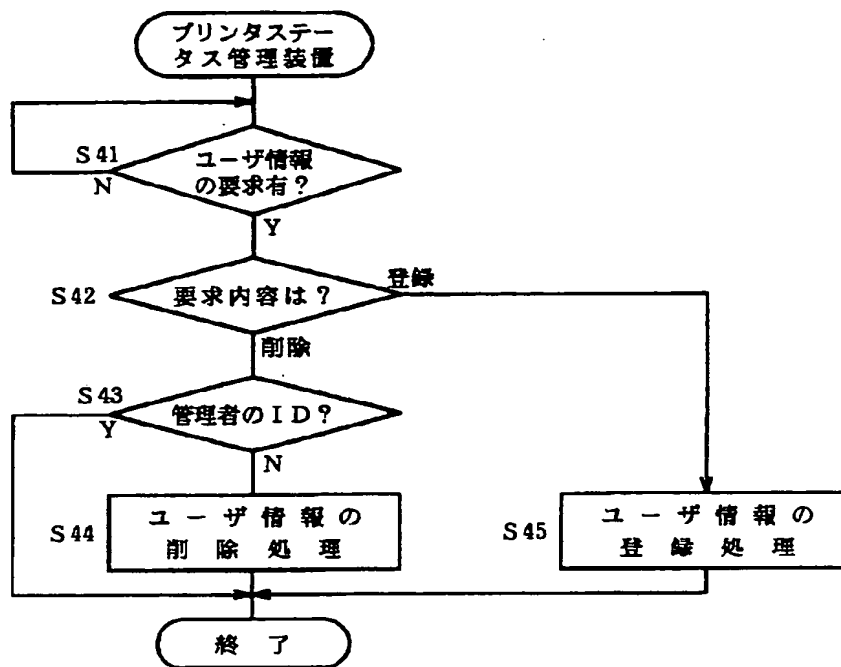 プリンタステー
タス管理装置
S41
ユーザ情報
の要求有?
N
Y
S42
要求内容は?
登録
削除
S43
管理者のID?
Y
N
S44
ユーザ情報の
削除処理
S45
ユーザ情報の
登録処理
終了